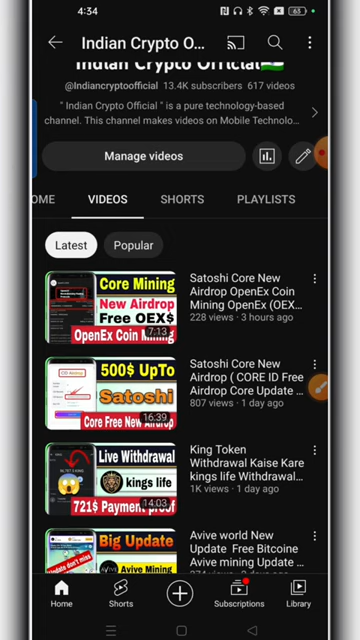 4:34
63
Indian Crypto O...
Indian Crypto Official
@Indiancryptoofficial 13.4K subscribers 617 videos
" Indian Crypto Official " is a pure technology-based
channel. This channel makes videos on Mobile Technolo...
Manage videos
OME VIDEOS SHORTS PLAYLISTS
Latest Popular
Core Mining
New Airdrop
Free OEX$
OpenEx Coin Mining
7:13
Satoshi Core New
Airdrop OpenEx Coin
Mining OpenEx (OEX...
228 views · 3 hours ago
500$ UpTo
Satoshi
Core Free New Airdrop
16:39
Satoshi Core New
Airdrop ( CORE ID Free
Airdrop Core Update ...
807 views · 1 day ago
Live Withdrawal
kings life
721$ Payment proof
14:03
King Token
Withdrawal Kaise Kare
kings life Withdrawal...
1K views · 1 day ago
Big Update
Avive Mining
Update don't miss
Avive world New
Update Free Bitcoine
Avive mining Update ...
Home Shorts Subscriptions Library